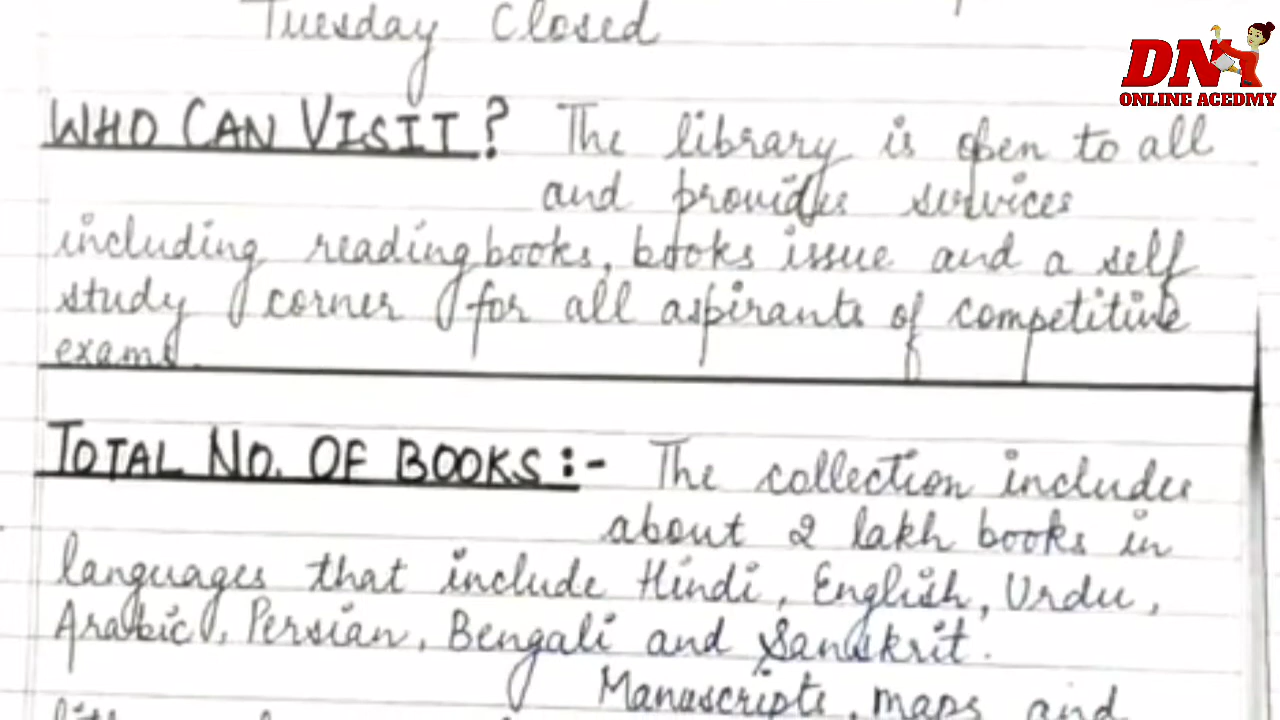 Tuesday Closed
DN
ONLINE ACEDMY
WHO CAN VISIT? The library is open to all
and provides services
including reading books, books issue and a self
study corner for all aspirants of competitive
exams.
TOTAL NO. OF BOOKS:- The collection includes
about 2 lakh books in
languages that include Hindi, English, Urdu,
Arabic, Persian, Bengali and Sanskrit.
Manuscripts, maps and